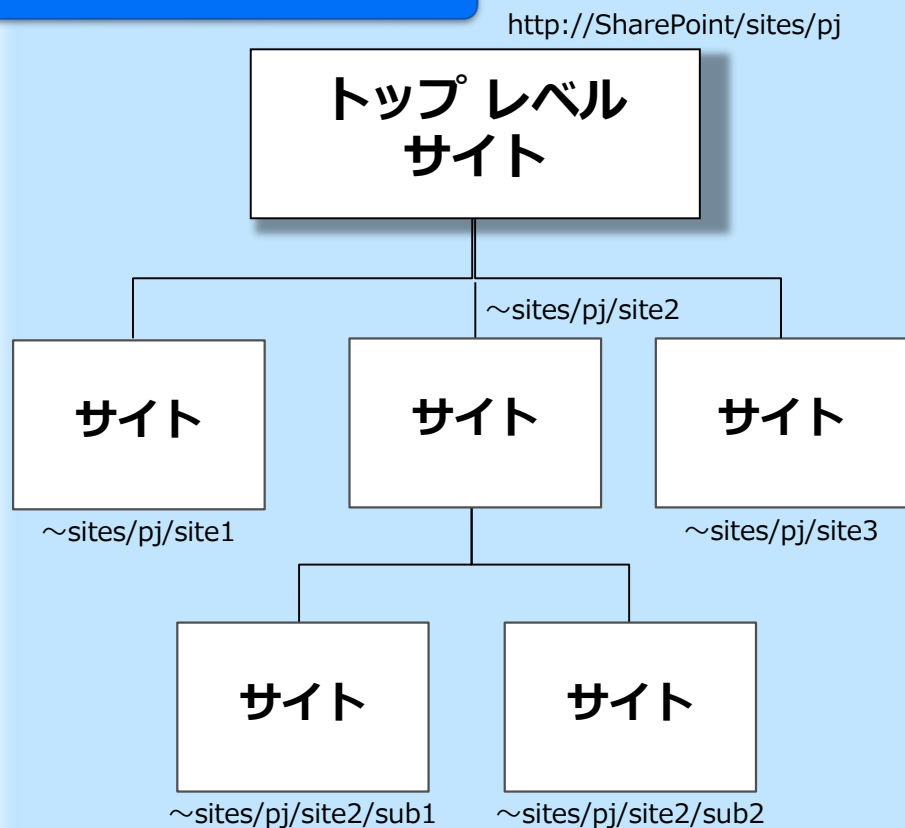 http://SharePoint/sites/pj
トップ レベル
サイト
～sites/pj/site2
サイト
サイト
サイト
～sites/pj/site1
～sites/pj/site3
サイト
サイト
～sites/pj/site2/sub1
～sites/pj/site2/sub2